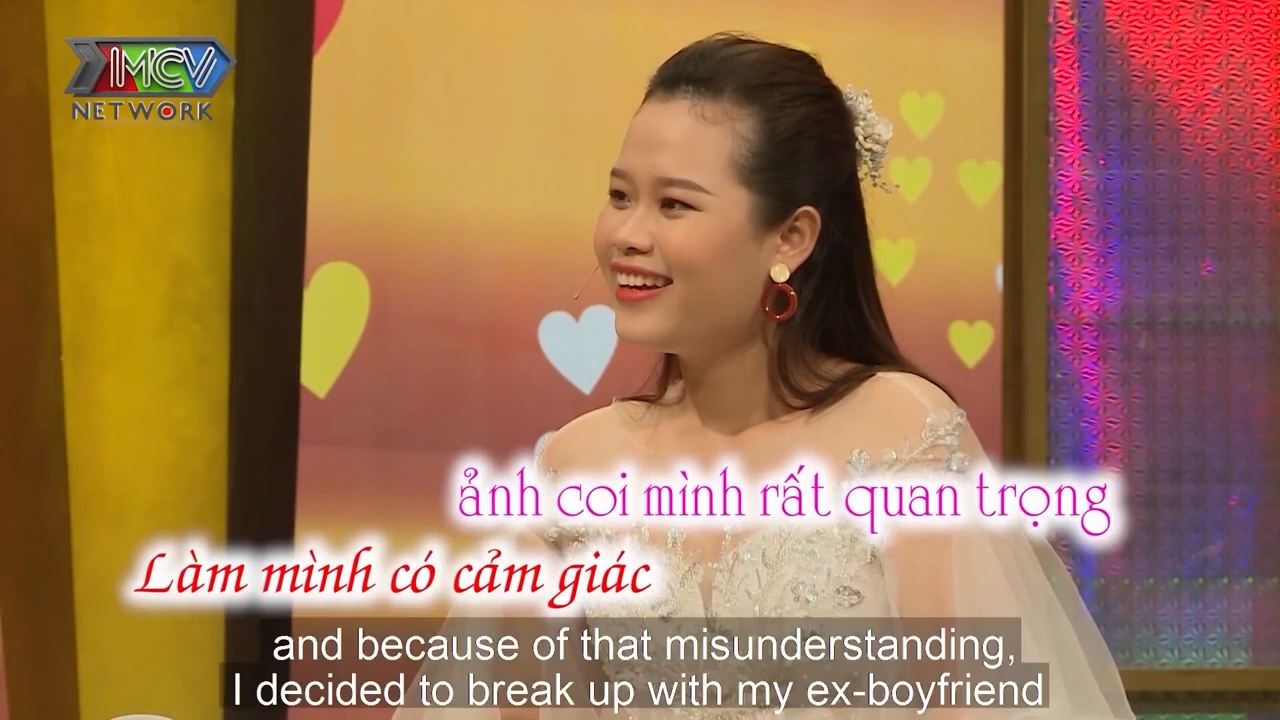 MCV
NETWORK
ảnh coi mình rất quan trọng
Làm mình có cảm giác
and because of that misunderstanding,
I decided to break up with my ex-boyfriend